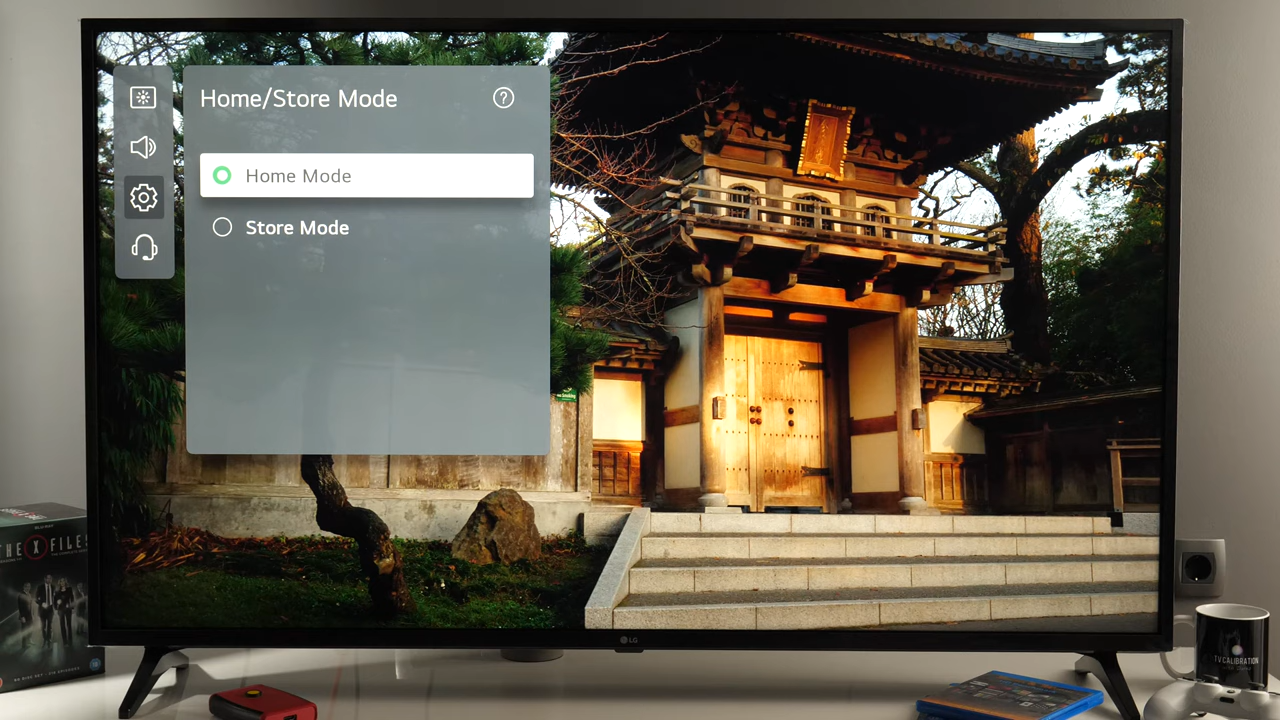 Home/Store Mode
?
Home Mode
Store Mode
THE X FILES
LG
TV CALIBRATION